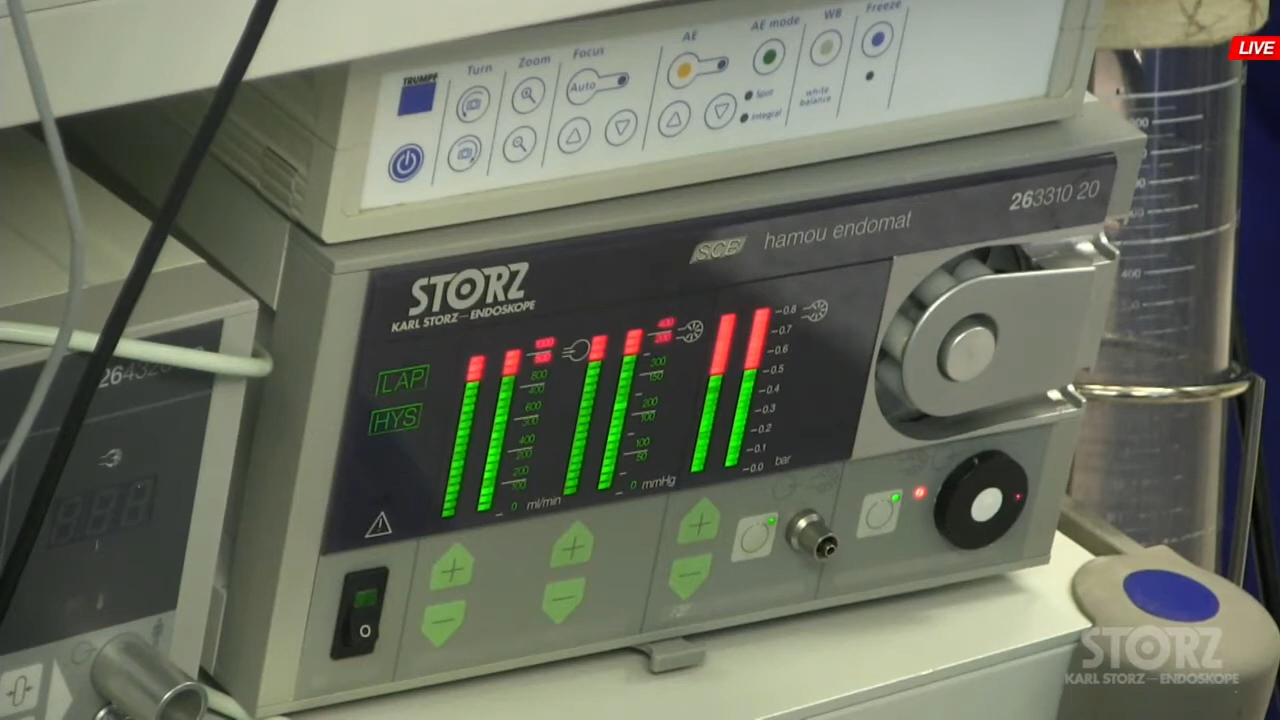 LIVE
TRUMPF
Turn
Zoom
Focus
AE
AE mode
WB
Freeze
Auto
Spot
Integral
white
balance
263310 20
SCB hamou endomat
STORZ
KARL STORZ—ENDOSKOPE
LAP
HYS
1000
500
800
400
600
300
400
200
200
100
0 ml/min
400
200
300
150
200
100
100
50
0 mmHg
0.8
0.7
0.6
0.5
0.4
0.3
0.2
0.1
0.0 bar
400
STORZ
KARL STORZ—ENDOSKOPE